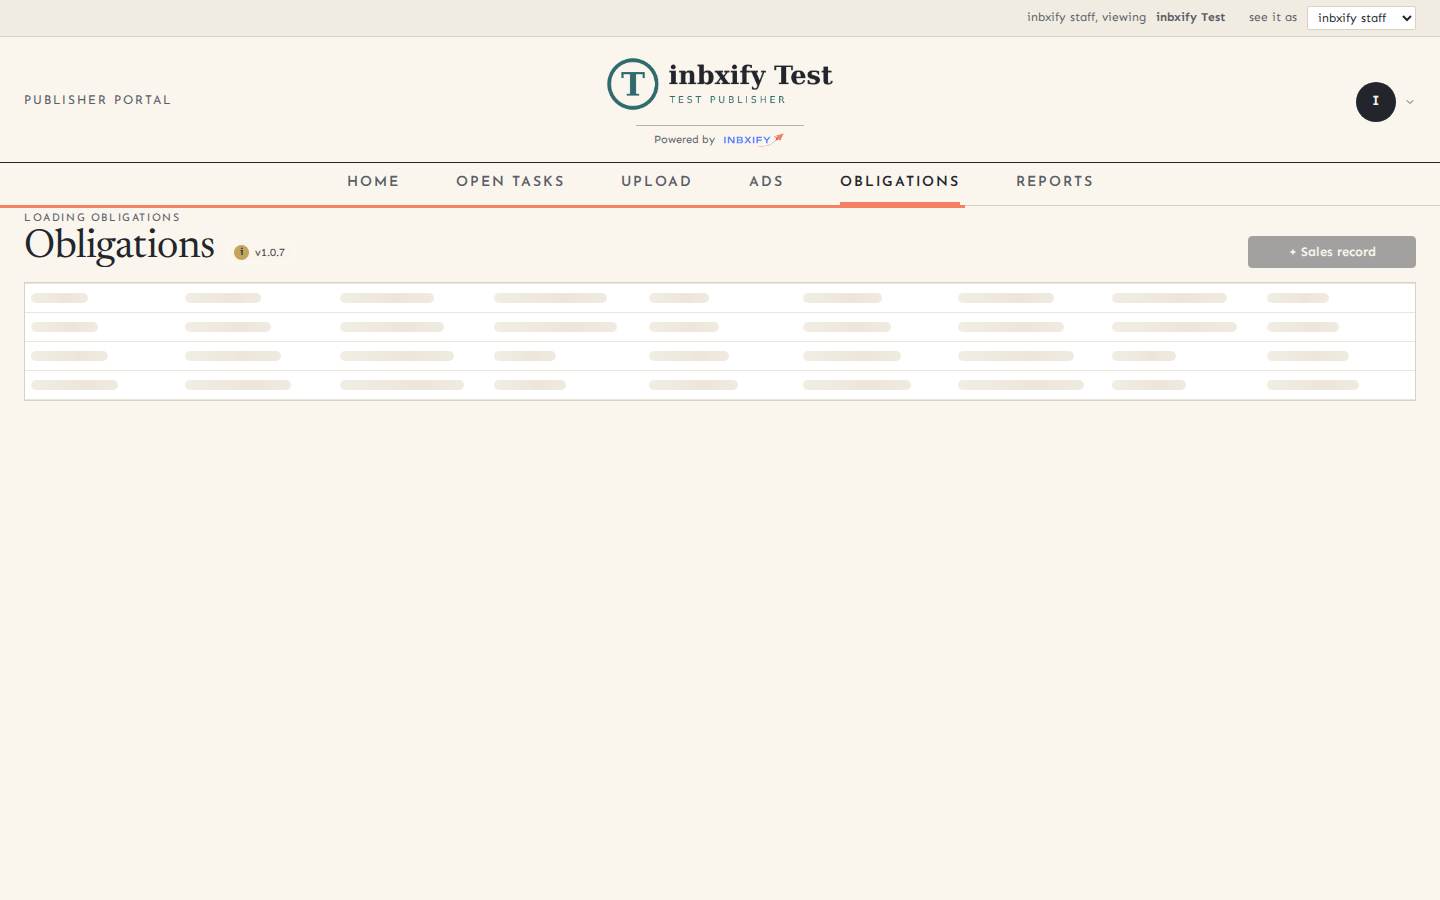 inbxify staff, viewing inbxify Test see it as inbxify staff
PUBLISHER PORTAL
T
inbxify Test
TEST PUBLISHER
Powered by INBXIFY
I
HOME OPEN TASKS UPLOAD ADS OBLIGATIONS REPORTS
LOADING OBLIGATIONS
Obligations
i v1.0.7
+ Sales record